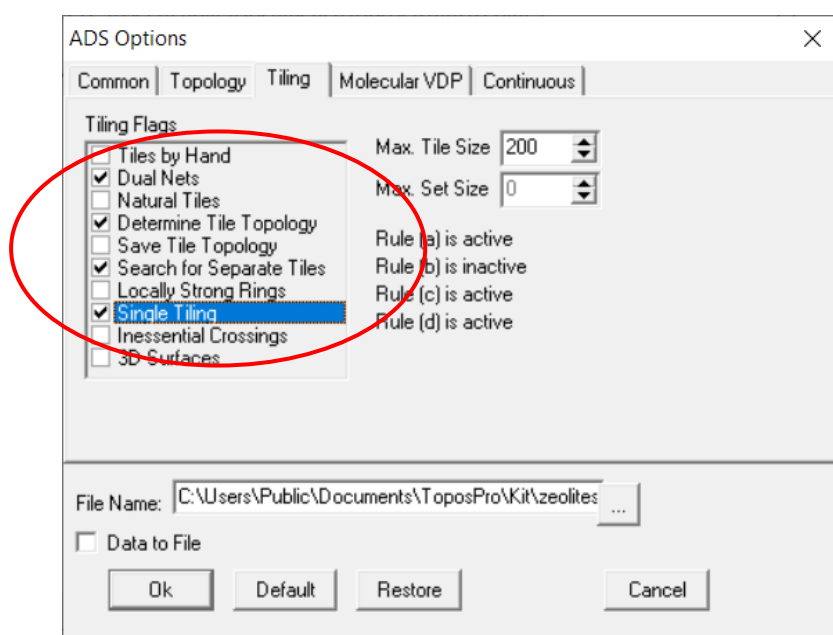 ADS Options
Common Topology Tiling Molecular VDP Continuous
Tiling Flags
Tiles by Hand
Dual Nets
Natural Tiles
Determine Tile Topology
Save Tile Topology
Search for Separate Tiles
Locally Strong Rings
Single Tiling
Inessential Crossings
3D Surfaces
Max. Tile Size 200
Max. Set Size 0
Rule (a) is active
Rule (b) is inactive
Rule (c) is active
Rule (d) is active
File Name: C:\Users\Public\Documents\ToposPro\Kit\zeolites ...
Data to File
Ok Default Restore Cancel